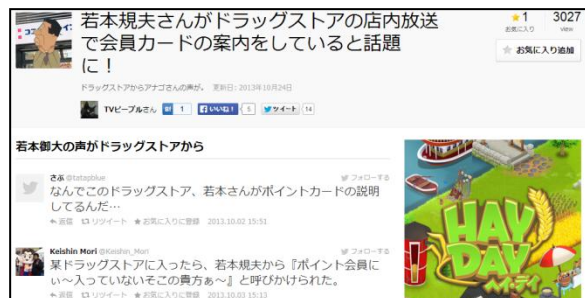 若本規夫さんがドラッグストアの店内放送
で会員カードの案内をしていると話題
に！
ドラッグストアからアナゴさんの声が。 更新日: 2013年10月24日
TVピープルさん B! 1 いいね！ 5 ツイート 14
★1 3027
お気に入り view
★ お気に入り追加
若本御大の声がドラッグストアから
さぶ @tatapblue フォローする
なんでこのドラッグストア、若本さんがポイントカードの説明
してるんだ…
返信 リツイート ★お気に入りに登録 2013.10.02 15:51
Keishin Mori @Keishin_Mori フォローする
某ドラッグストアに入ったら、若本規夫から『ポイント会員に
ぃ～入っていないそこの貴方ぁ～』と呼びかけられた。
返信 リツイート ★お気に入りに登録 2013.10.03 15:13
HAY
DAY
ヘイ・デイ